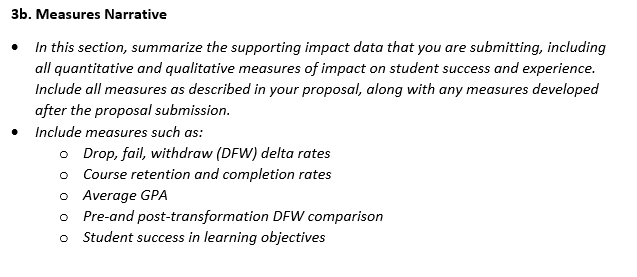 3b. Measures Narrative
• In this section, summarize the supporting impact data that you are submitting, including
all quantitative and qualitative measures of impact on student success and experience.
Include all measures as described in your proposal, along with any measures developed
after the proposal submission.
• Include measures such as:
o Drop, fail, withdraw (DFW) delta rates
o Course retention and completion rates
o Average GPA
o Pre-and post-transformation DFW comparison
o Student success in learning objectives